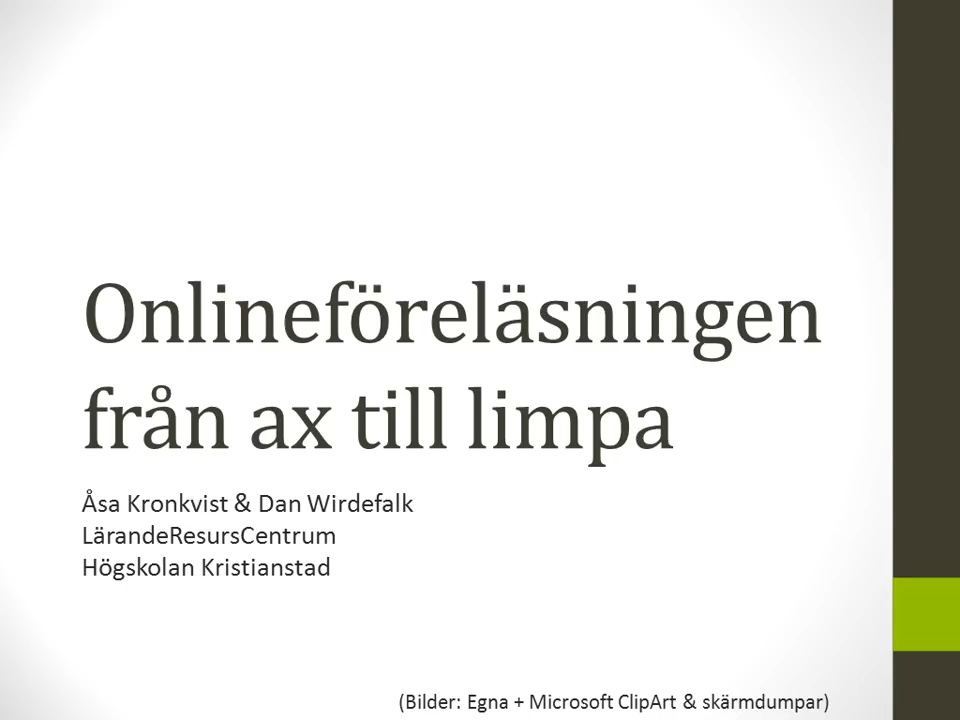 Onlineföreläsningen
från ax till limpa
Åsa Kronkvist & Dan Wirdefalk
LärandeResursCentrum
Högskolan Kristianstad
(Bilder: Egna + Microsoft ClipArt & skärmdumpar)